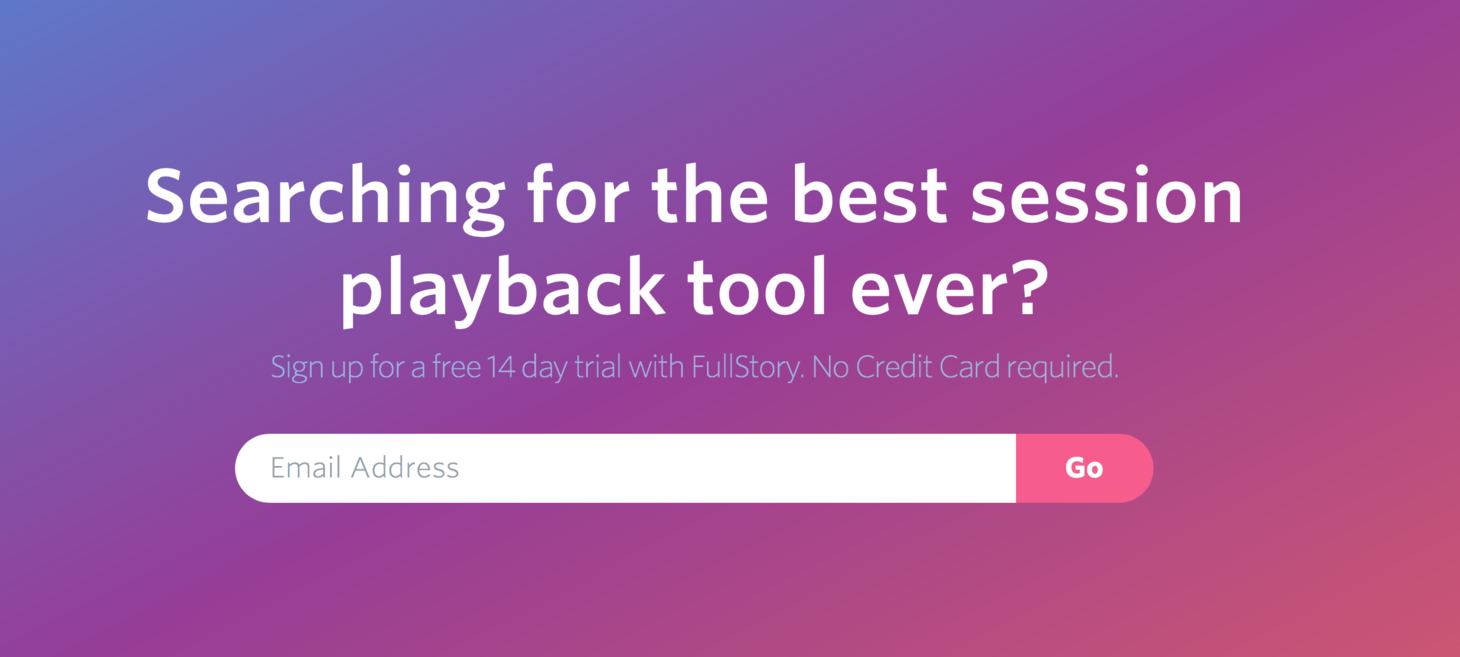 Searching for the best session
playback tool ever?
Sign up for a free 14 day trial with FullStory. No Credit Card required.
Email Address
Go